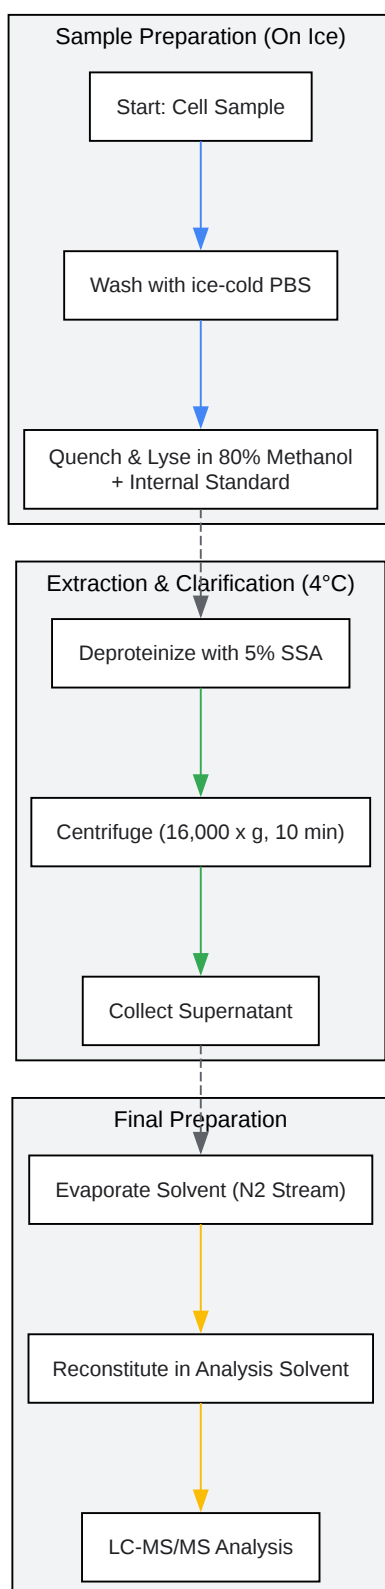 Sample Preparation (On Ice)
Start: Cell Sample
Wash with ice-cold PBS
Quench & Lyse in 80% Methanol
+ Internal Standard
Extraction & Clarification (4°C)
Deproteinize with 5% SSA
Centrifuge (16,000 x g, 10 min)
Collect Supernatant
Final Preparation
Evaporate Solvent (N2 Stream)
Reconstitute in Analysis Solvent
LC-MS/MS Analysis